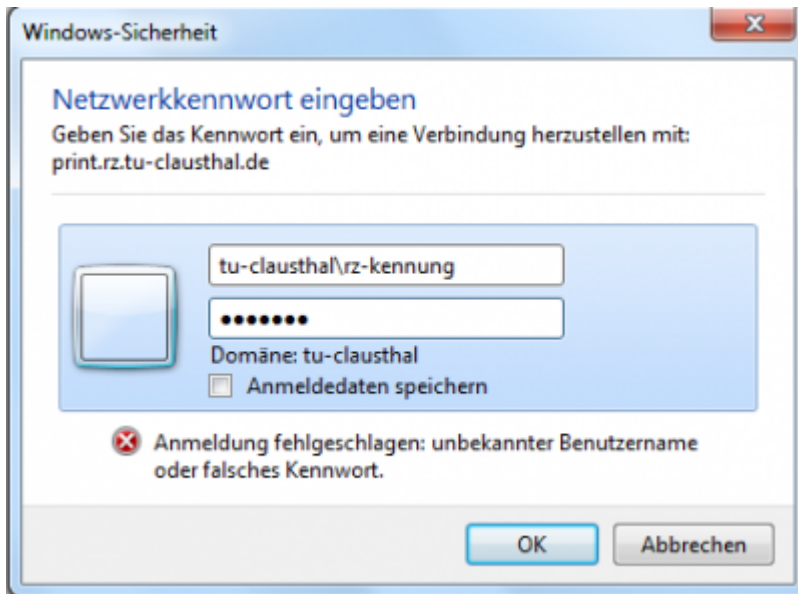 Windows-Sicherheit
Netzwerkkennwort eingeben
Geben Sie das Kennwort ein, um eine Verbindung herzustellen mit:
print.rz.tu-clausthal.de
tu-clausthal\rz-kennung
●●●●●●●
Domäne: tu-clausthal
Anmeldedaten speichern
Anmeldung fehlgeschlagen: unbekannter Benutzername
oder falsches Kennwort.
OK
Abbrechen